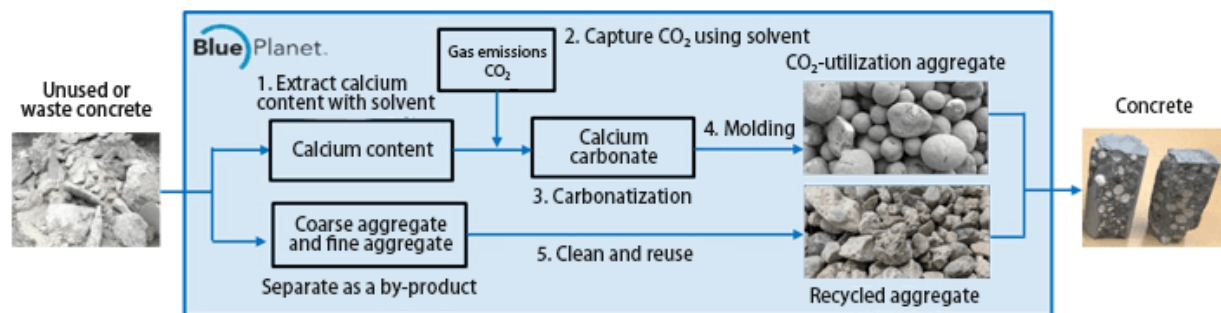 Blue Planet™
Unused or
waste concrete
1. Extract calcium
content with solvent
Gas emissions
CO₂
2. Capture CO₂ using solvent
CO₂-utilization aggregate
Concrete
Calcium content
Calcium
carbonate
4. Molding
3. Carbonatization
Coarse aggregate
and fine aggregate
5. Clean and reuse
Separate as a by-product
Recycled aggregate